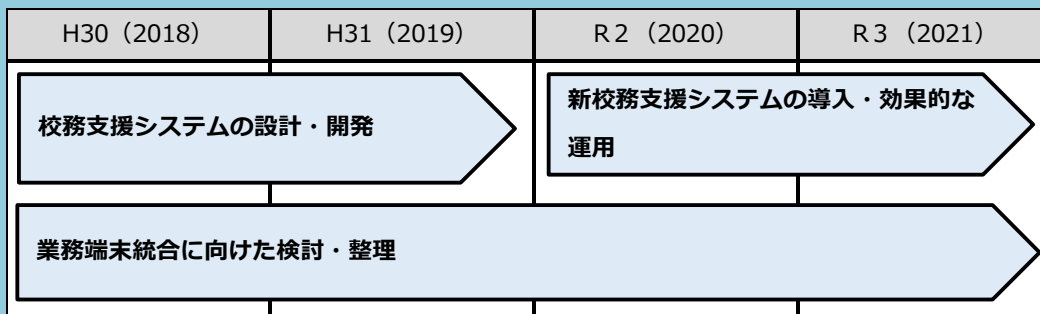 H30（2018）
H31（2019）
R２（2020）
R３（2021）
校務支援システムの設計・開発
新校務支援システムの導入・効果的な
運用
業務端末統合に向けた検討・整理